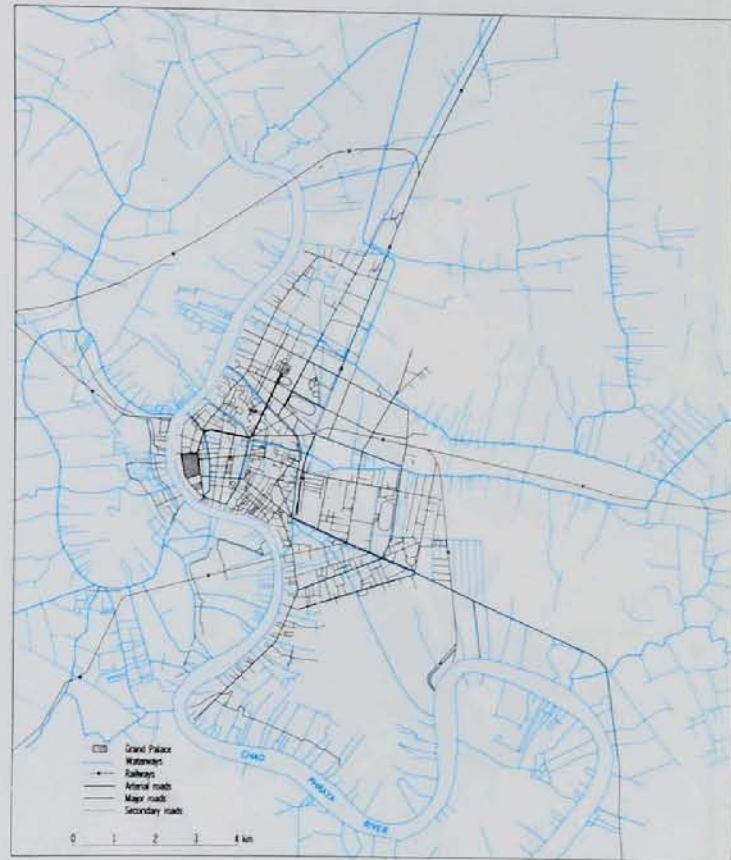 Grand Palace
Waterways
Railways
Arterial roads
Major roads
Secondary roads
0 1 2 3 4 km
CHAO PHRAYA RIVER